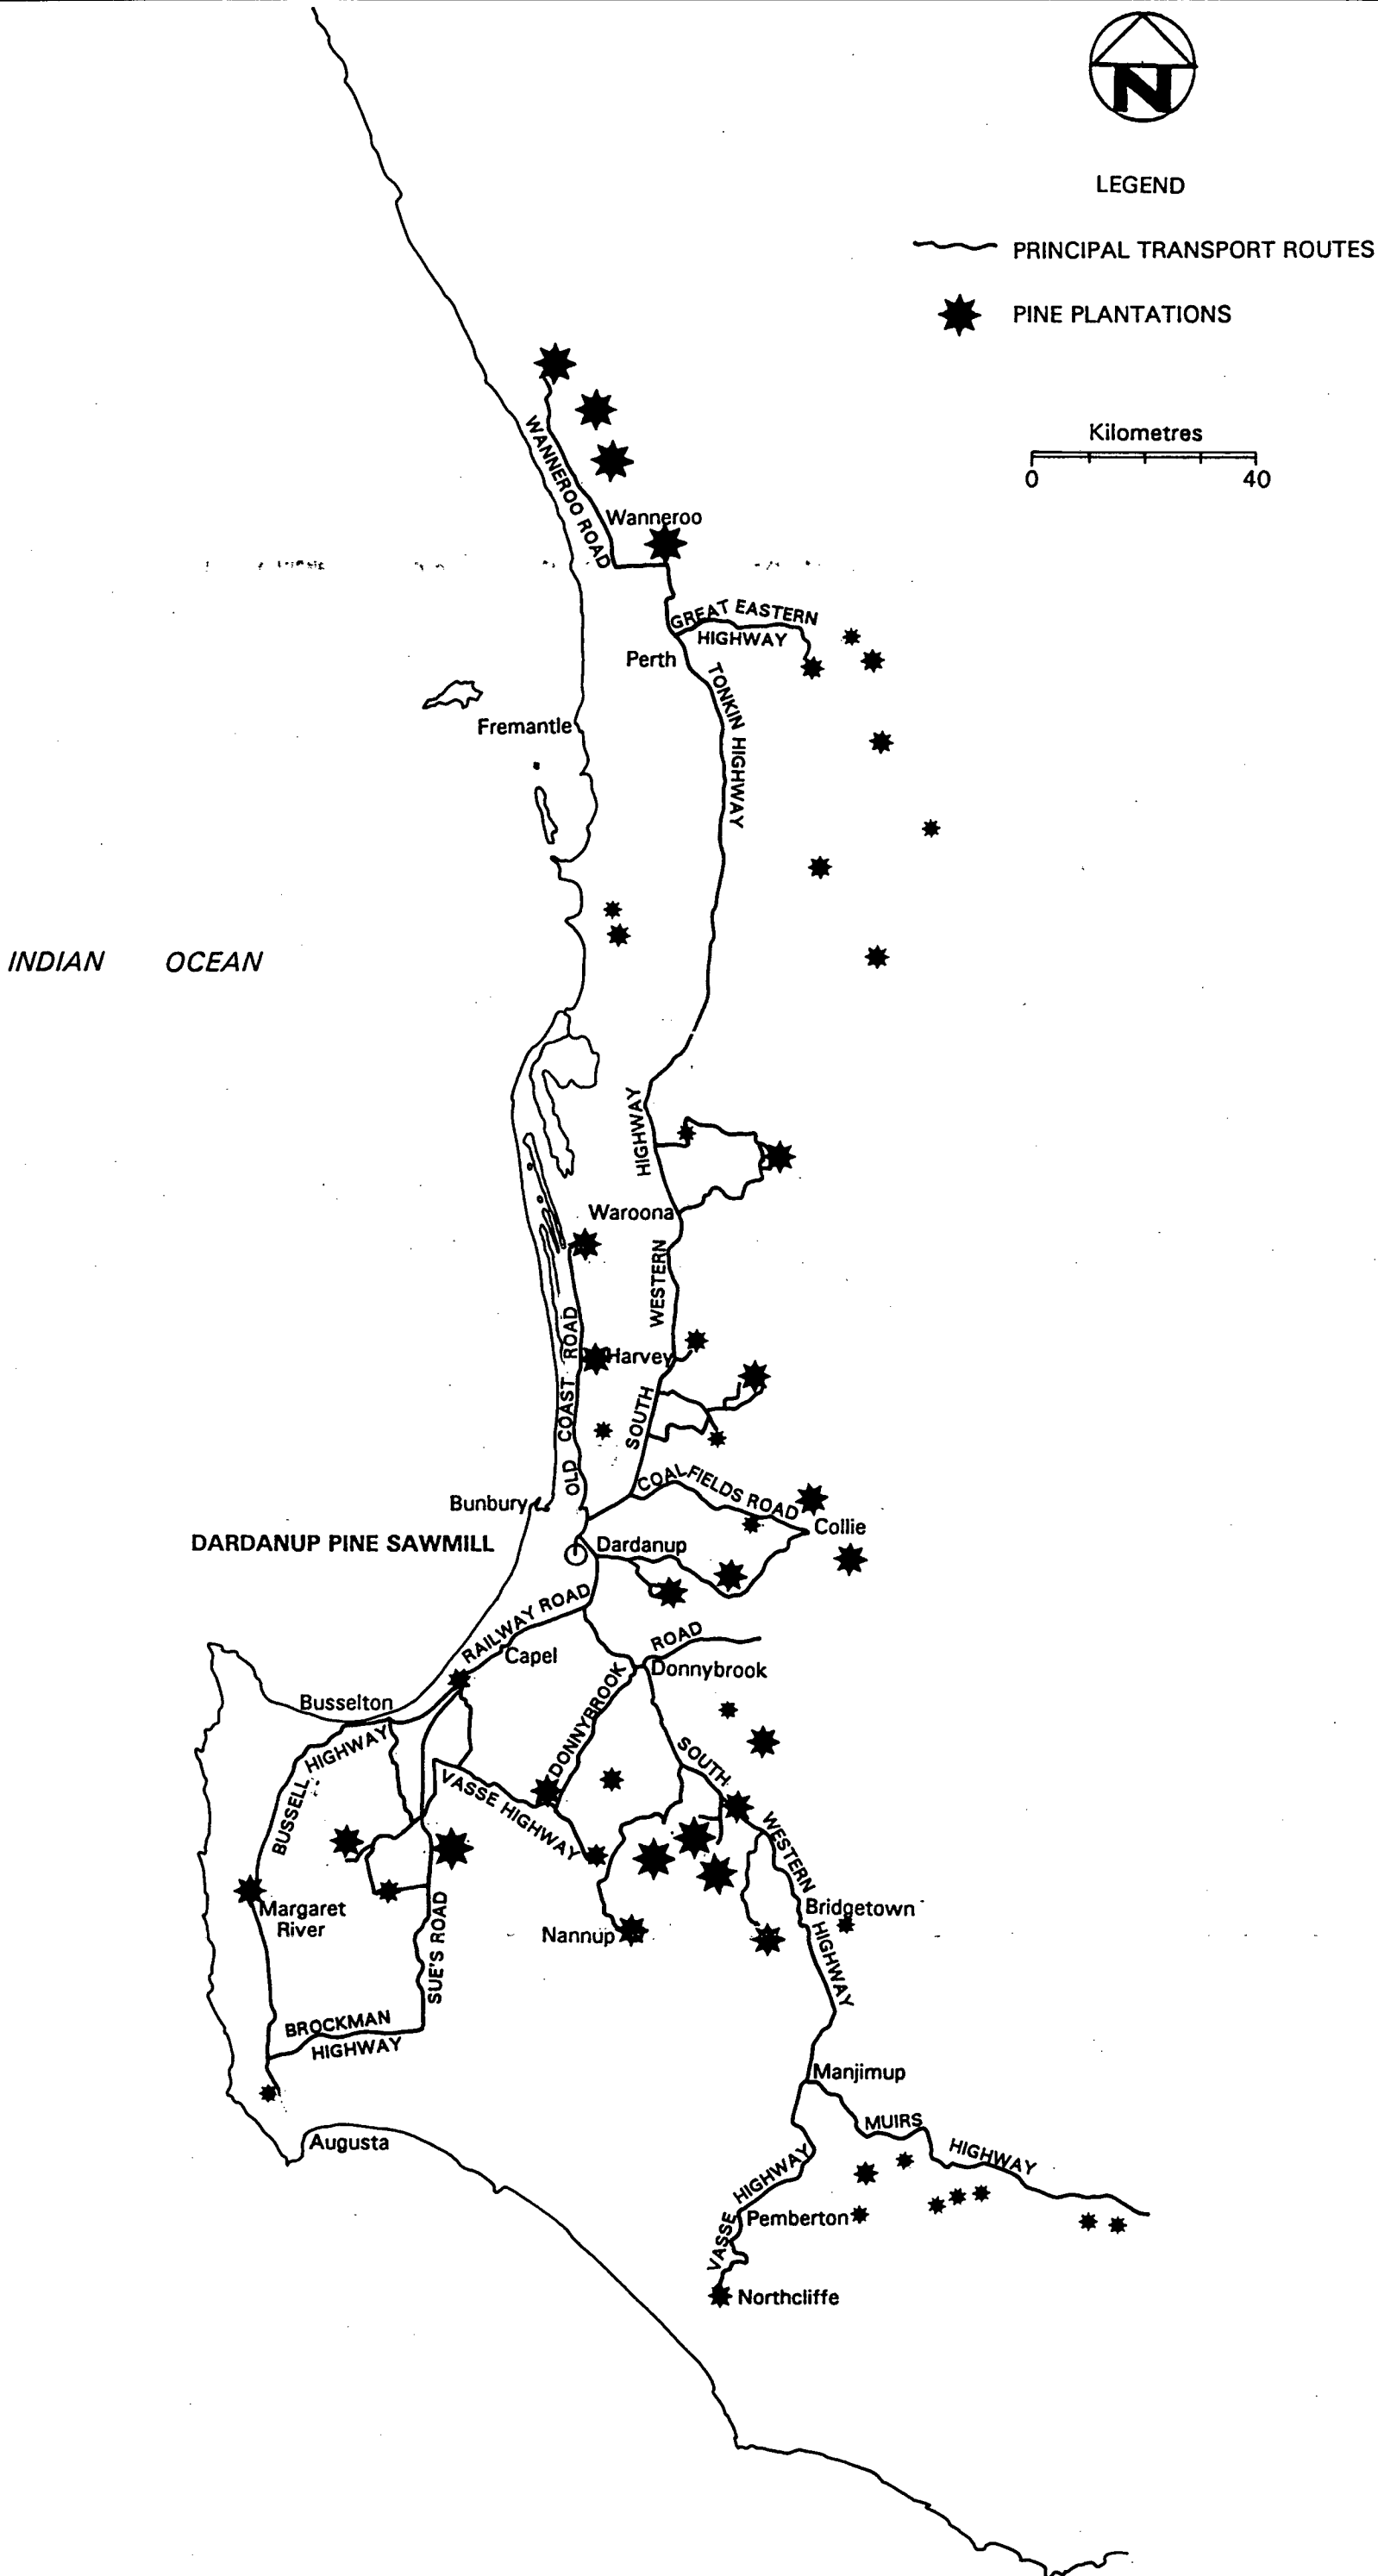 N
LEGEND
PRINCIPAL TRANSPORT ROUTES
PINE PLANTATIONS
Kilometres
0 40
WANNEROO ROAD
Wanneroo
GREAT EASTERN
HIGHWAY
Perth
TONKIN HIGHWAY
Fremantle
INDIAN OCEAN
HIGHWAY
Waroona
WESTERN
OLD COAST ROAD
Harvey
SOUTH
COALFIELDS ROAD
Bunbury
Collie
DARDANUP PINE SAWMILL
Dardanup
RAILWAY ROAD
Capel
ROAD
Donnybrook
DONNYBROOK
Busselton
BUSSELL HIGHWAY
SOUTH
VASSE HIGHWAY
WESTERN
Margaret
River
Bridgetown
HIGHWAY
Nannup
SUE'S ROAD
BROCKMAN
HIGHWAY
Manjimup
MUIRS
HIGHWAY
Augusta
VASSE HIGHWAY
Pemberton
Northcliffe